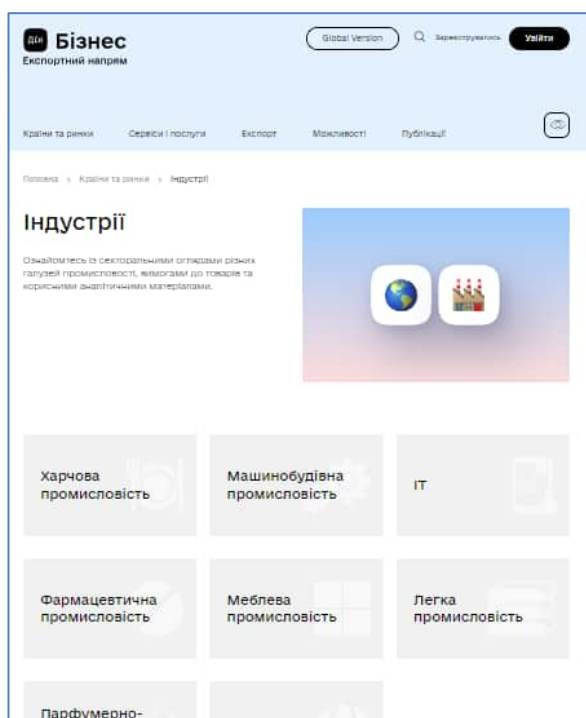 Дія Бізнес
Експортний напрям
Global Version
Зареєструватись
Увійти
Країни та ринки Сервіси і послуги Експорт Можливості Публікації
Головна › Країни та ринки › Індустрії
Індустрії
Ознайомтесь із секторальними оглядами різних
галузей промисловості, вимогами до товарів та
корисними аналітичними матеріалами.
Харчова
промисловість
Машинобудівна
промисловість
ІТ
Фармацевтична
промисловість
Меблева
промисловість
Легка
промисловість
Парфумерно-